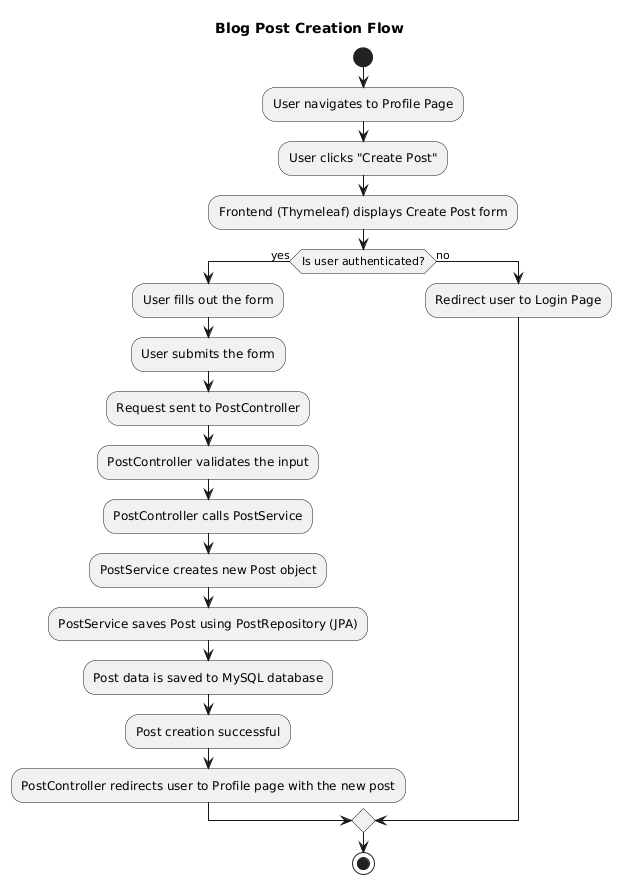 Blog Post Creation Flow
User navigates to Profile Page
User clicks "Create Post"
Frontend (Thymeleaf) displays Create Post form
yes
Is user authenticated?
no
User fills out the form
Redirect user to Login Page
User submits the form
Request sent to PostController
PostController validates the input
PostController calls PostService
PostService creates new Post object
PostService saves Post using PostRepository (JPA)
Post data is saved to MySQL database
Post creation successful
PostController redirects user to Profile page with the new post